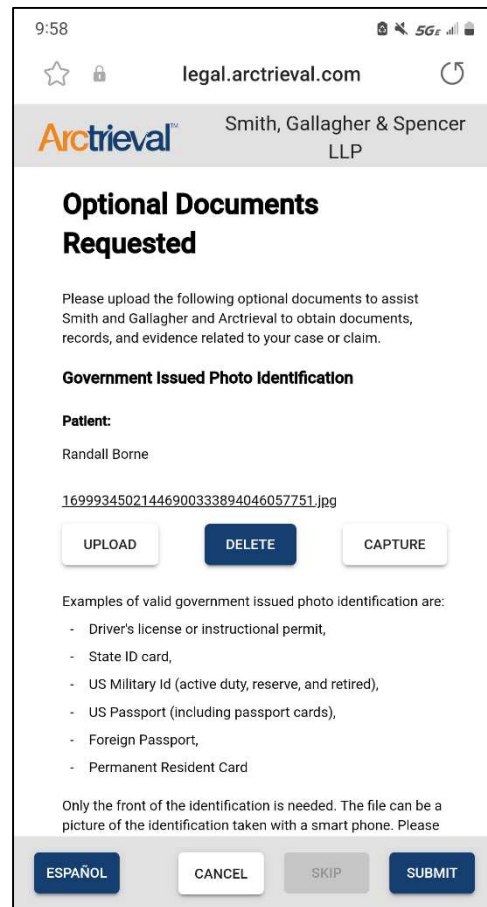 9:58
5GE
legal.arctrieval.com
Arctrieval™
Smith, Gallagher & Spencer
LLP
Optional Documents
Requested
Please upload the following optional documents to assist
Smith and Gallagher and Arctrieval to obtain documents,
records, and evidence related to your case or claim.
Government Issued Photo Identification
Patient:
Randall Borne
16999345021446900333894046057751.jpg
UPLOAD
DELETE
CAPTURE
Examples of valid government issued photo identification are:
- Driver's license or instructional permit,
- State ID card,
- US Military Id (active duty, reserve, and retired),
- US Passport (including passport cards),
- Foreign Passport,
- Permanent Resident Card
Only the front of the identification is needed. The file can be a
picture of the identification taken with a smart phone. Please
ESPAÑOL
CANCEL
SKIP
SUBMIT